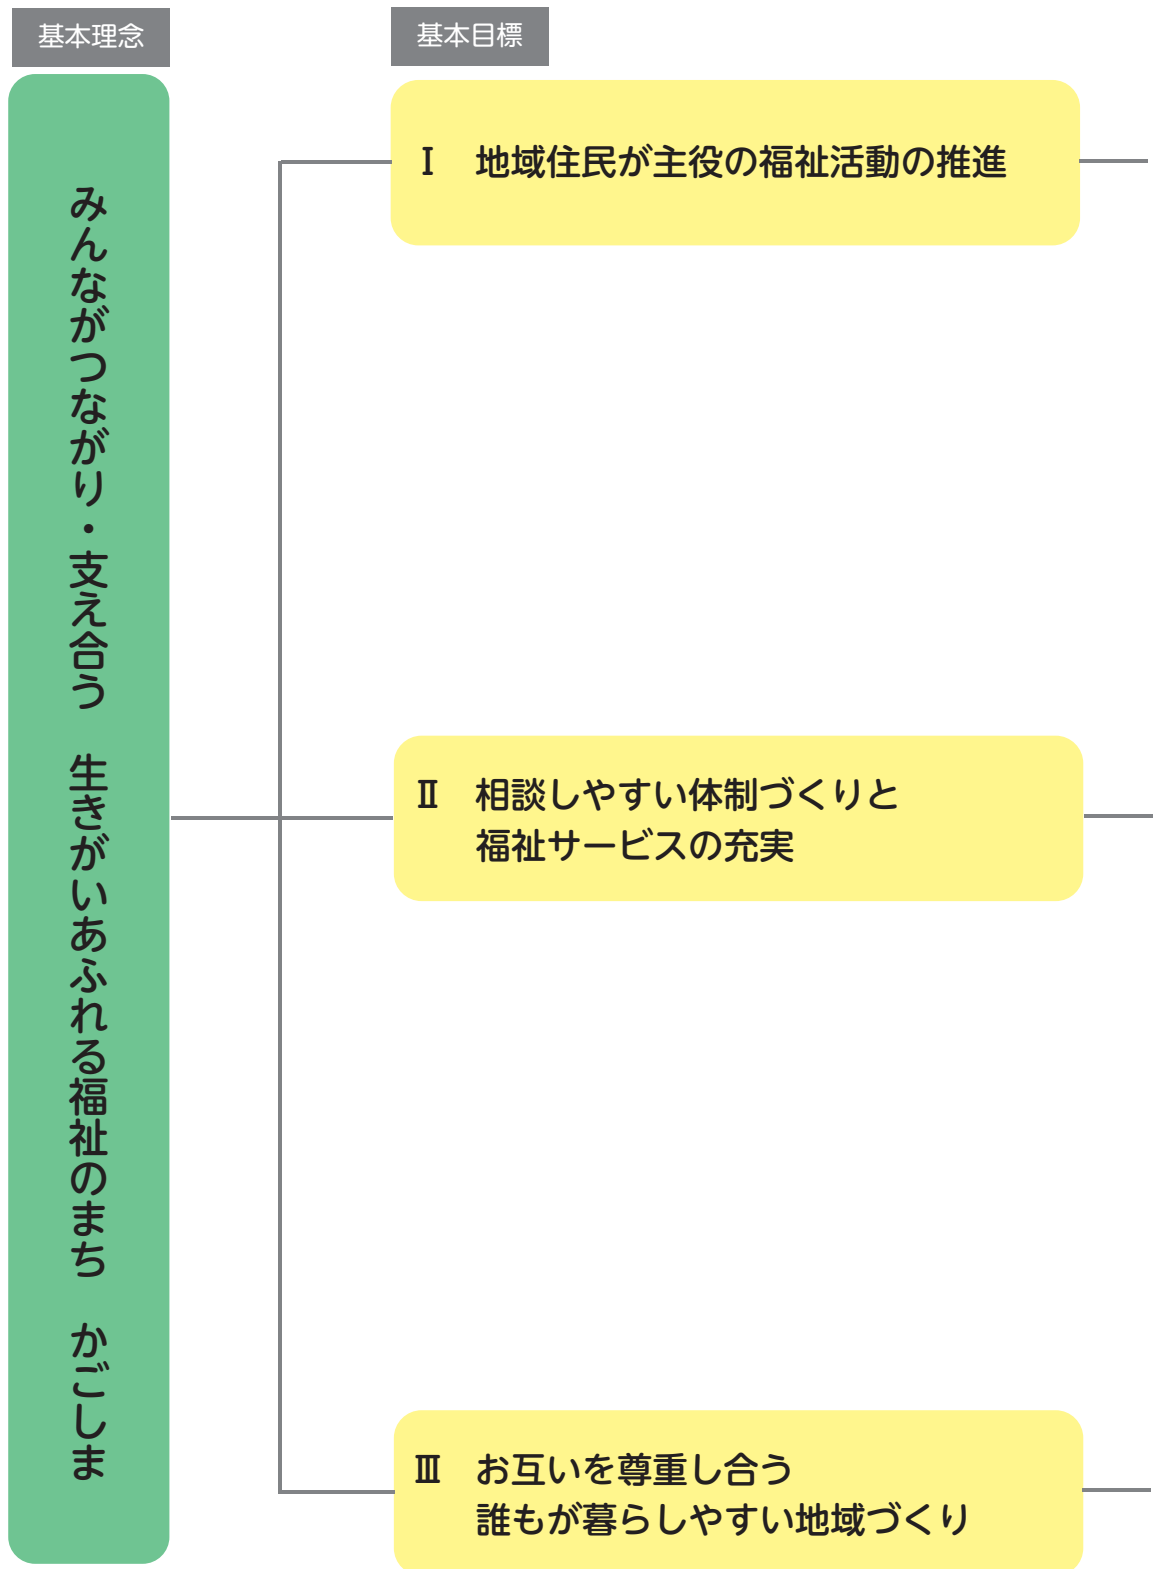 基本理念
基本目標
みんながつながり・支え合う　生きがいあふれる福祉のまち　かごしま
Ⅰ　地域住民が主役の福祉活動の推進
Ⅱ　相談しやすい体制づくりと
福祉サービスの充実
Ⅲ　お互いを尊重し合う
誰もが暮らしやすい地域づくり